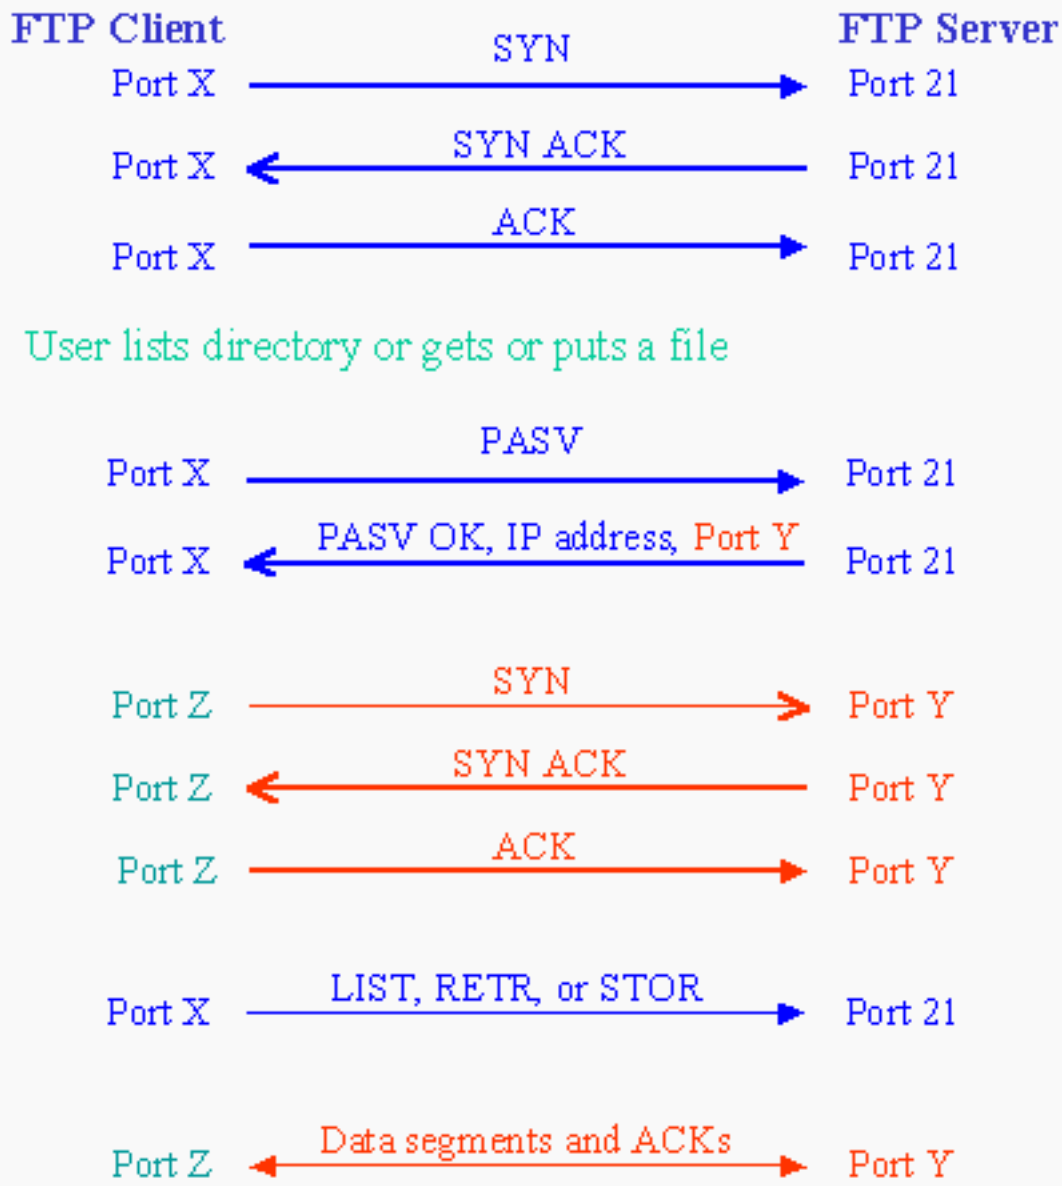 FTP Client FTP Server
SYN
Port X Port 21
SYN ACK
Port X Port 21
ACK
Port X Port 21
User lists directory or gets or puts a file
PASV
Port X Port 21
PASV OK, IP address, Port Y
Port X Port 21
SYN
Port Z Port Y
SYN ACK
Port Z Port Y
ACK
Port Z Port Y
LIST, RETR, or STOR
Port X Port 21
Data segments and ACKs
Port Z Port Y